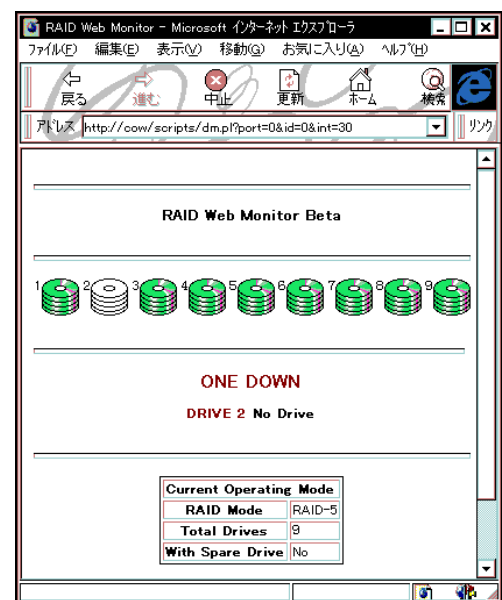 RAID Web Monitor - Microsoft インターネット エクスプローラ
ファイル(F) 編集(E) 表示(V) 移動(G) お気に入り(A) ヘルプ(H)
戻る 進む 中止 更新 ホーム 検索
アドレス http://cow/scripts/dm.pl?port=0&id=0&int=30 リンク
RAID Web Monitor Beta
1 2 3 4 5 6 7 8 9
ONE DOWN
DRIVE 2 No Drive
Current Operating Mode
RAID Mode RAID-5
Total Drives 9
With Spare Drive No